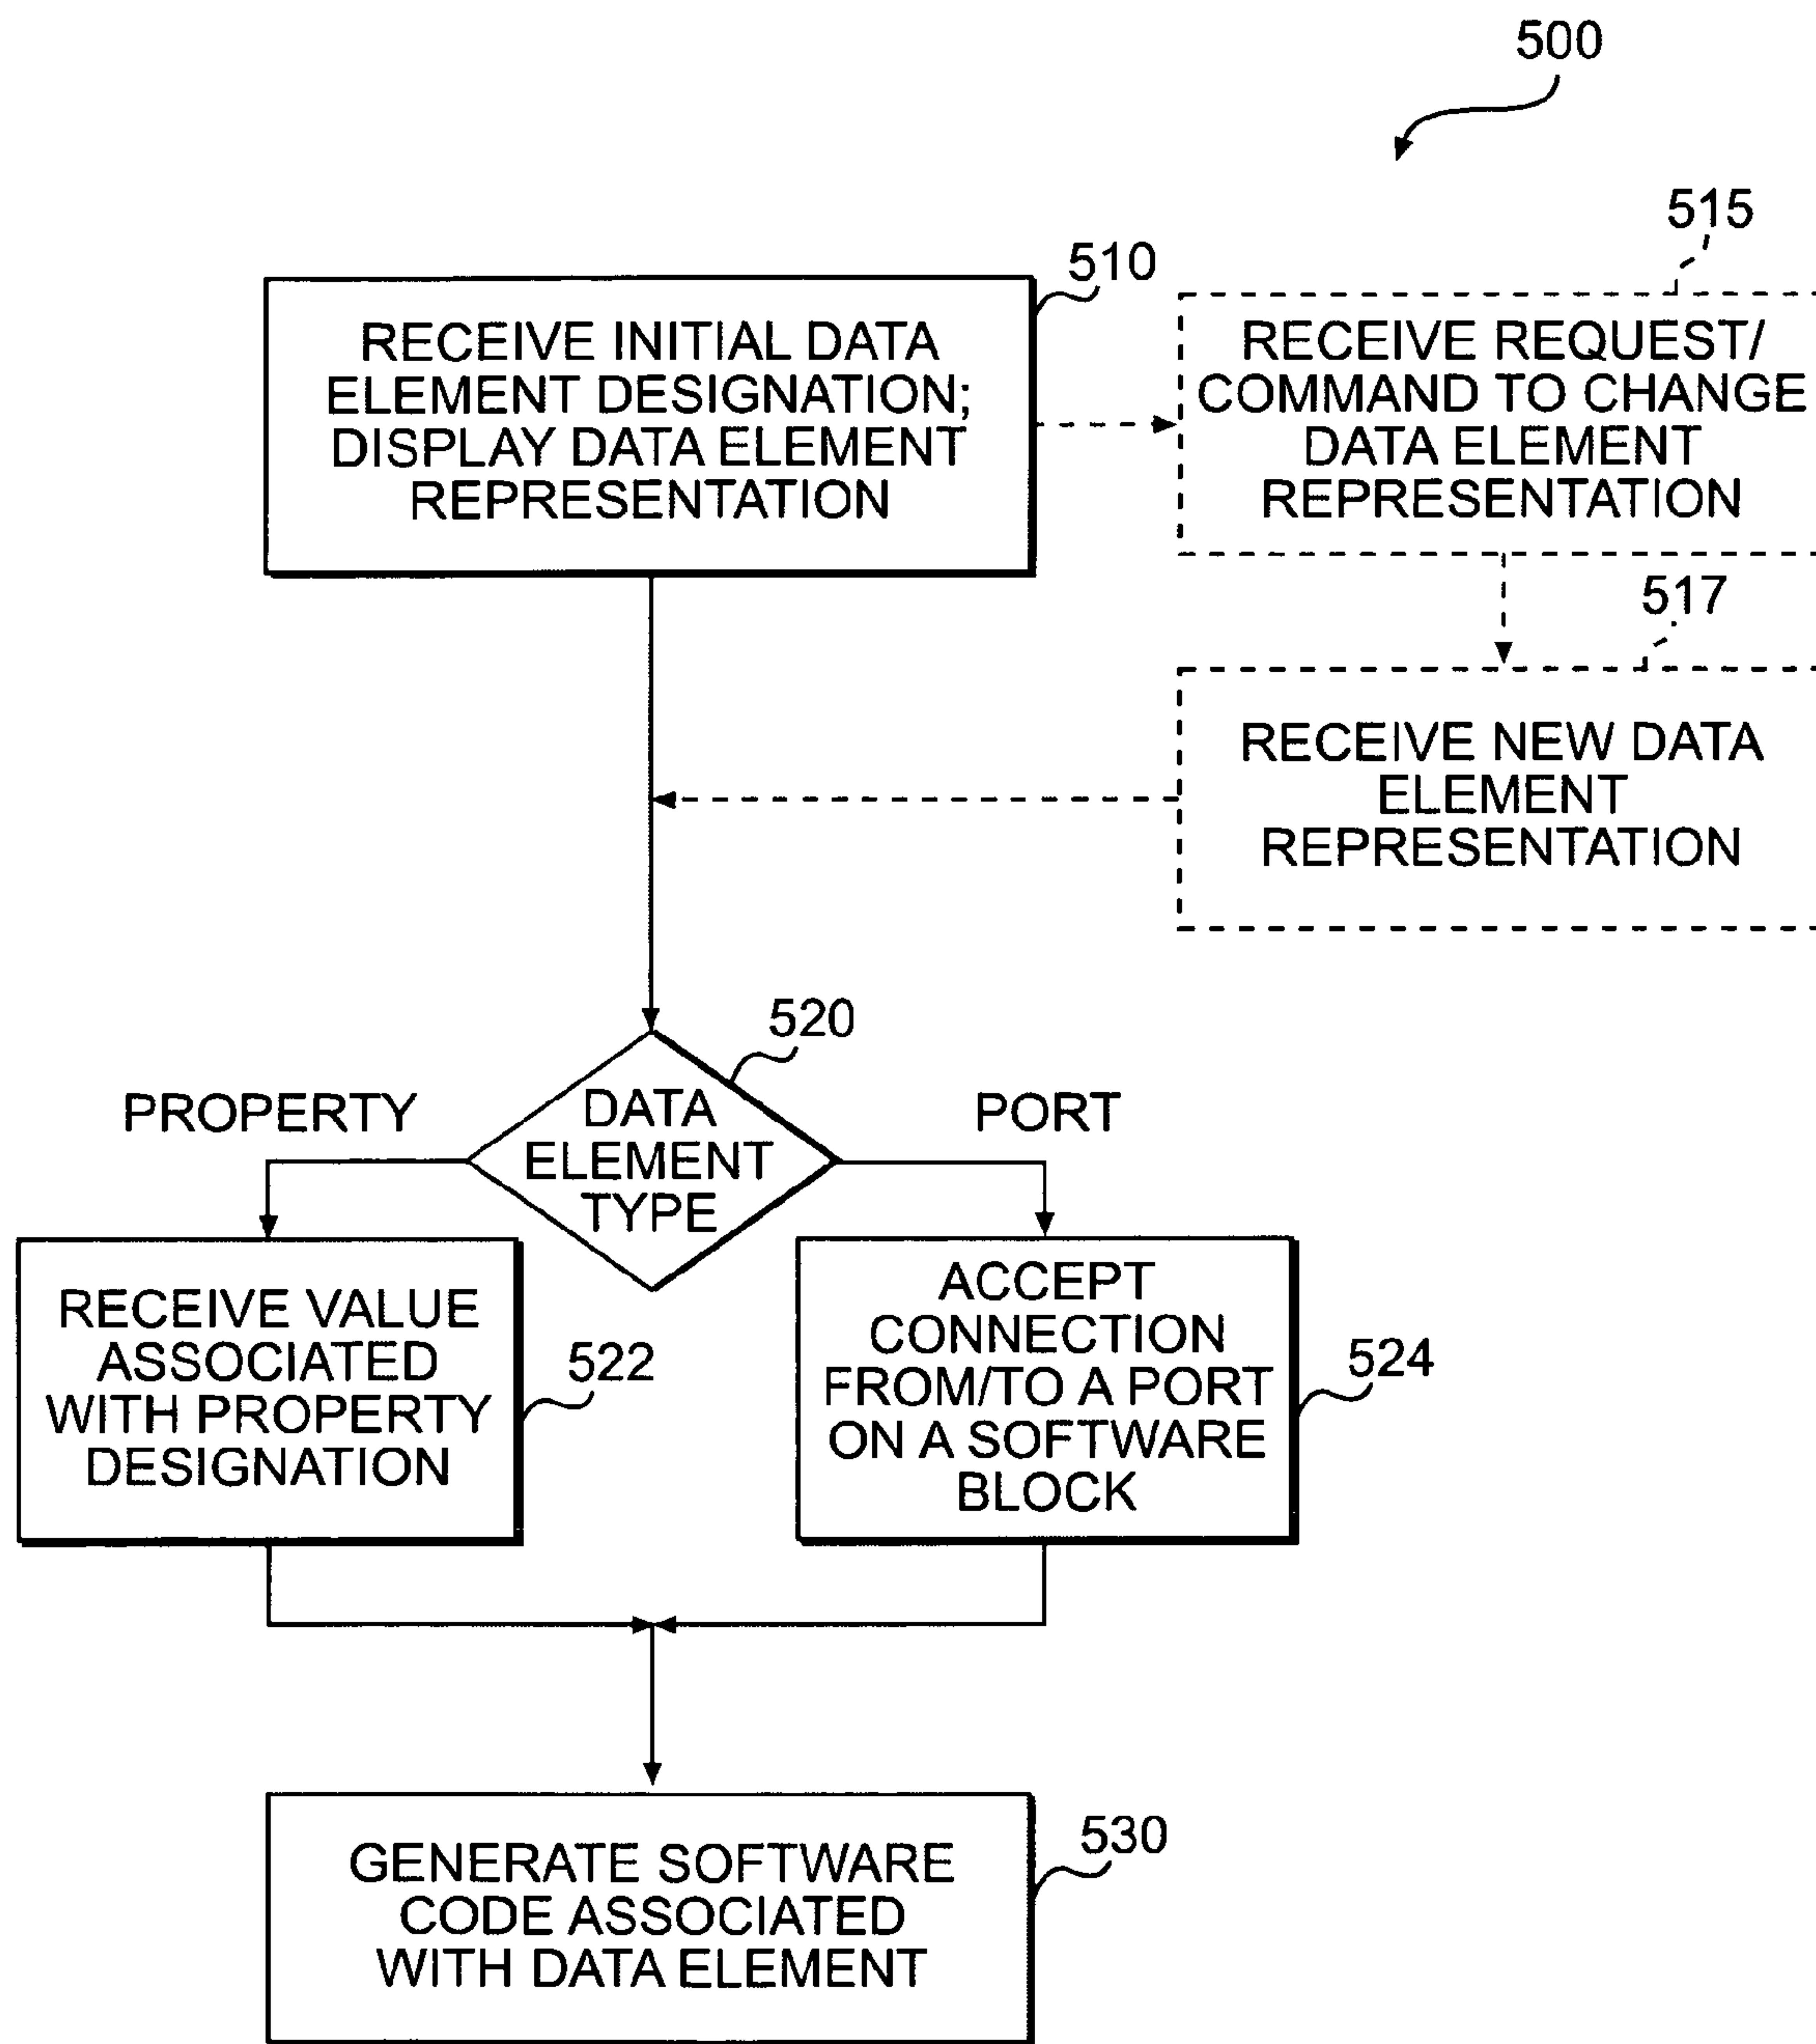 500
515
510
RECEIVE INITIAL DATA
ELEMENT DESIGNATION;
DISPLAY DATA ELEMENT
REPRESENTATION
RECEIVE REQUEST/
COMMAND TO CHANGE
DATA ELEMENT
REPRESENTATION
517
RECEIVE NEW DATA
ELEMENT
REPRESENTATION
520
PROPERTY
DATA
ELEMENT
TYPE
PORT
RECEIVE VALUE
ASSOCIATED
WITH PROPERTY
DESIGNATION
522
ACCEPT
CONNECTION
FROM/TO A PORT
ON A SOFTWARE
BLOCK
524
GENERATE SOFTWARE
CODE ASSOCIATED
WITH DATA ELEMENT
530